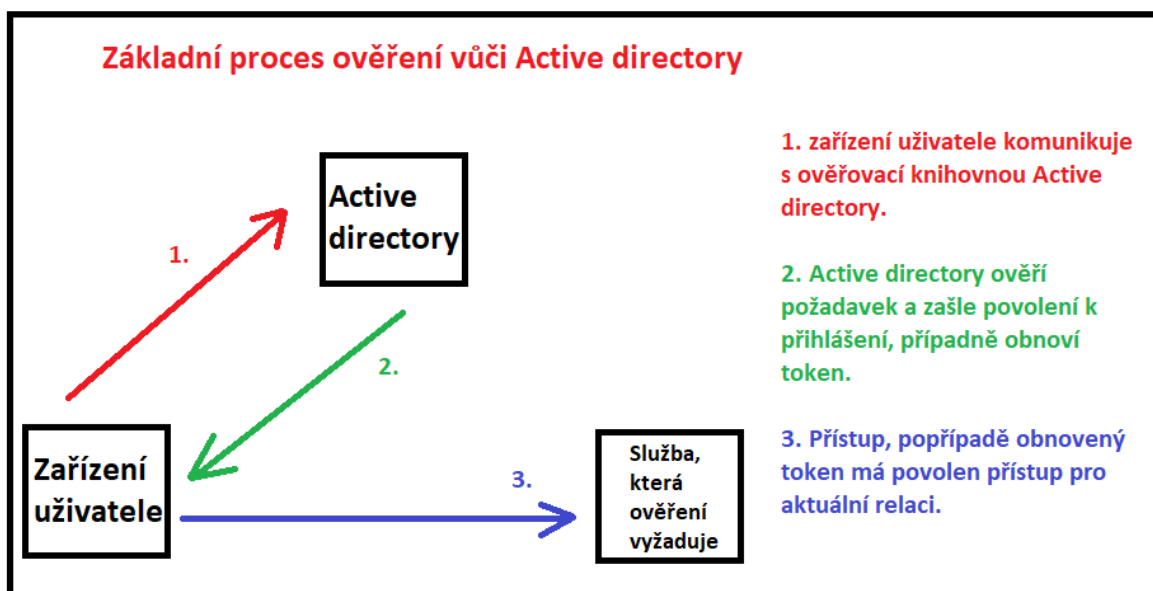 Základní proces ověření vůči Active directory
Active
directory
1.
2.
Zařízení
uživatele
3.
Služba,
která
ověření
vyžaduje
1. zařízení uživatele komunikuje
s ověřovací knihovnou Active
directory.
2. Active directory ověří
požadavek a zašle povolení k
přihlášení, případně obnoví
token.
3. Přístup, popřípadě obnovený
token má povolen přístup pro
aktuální relaci.